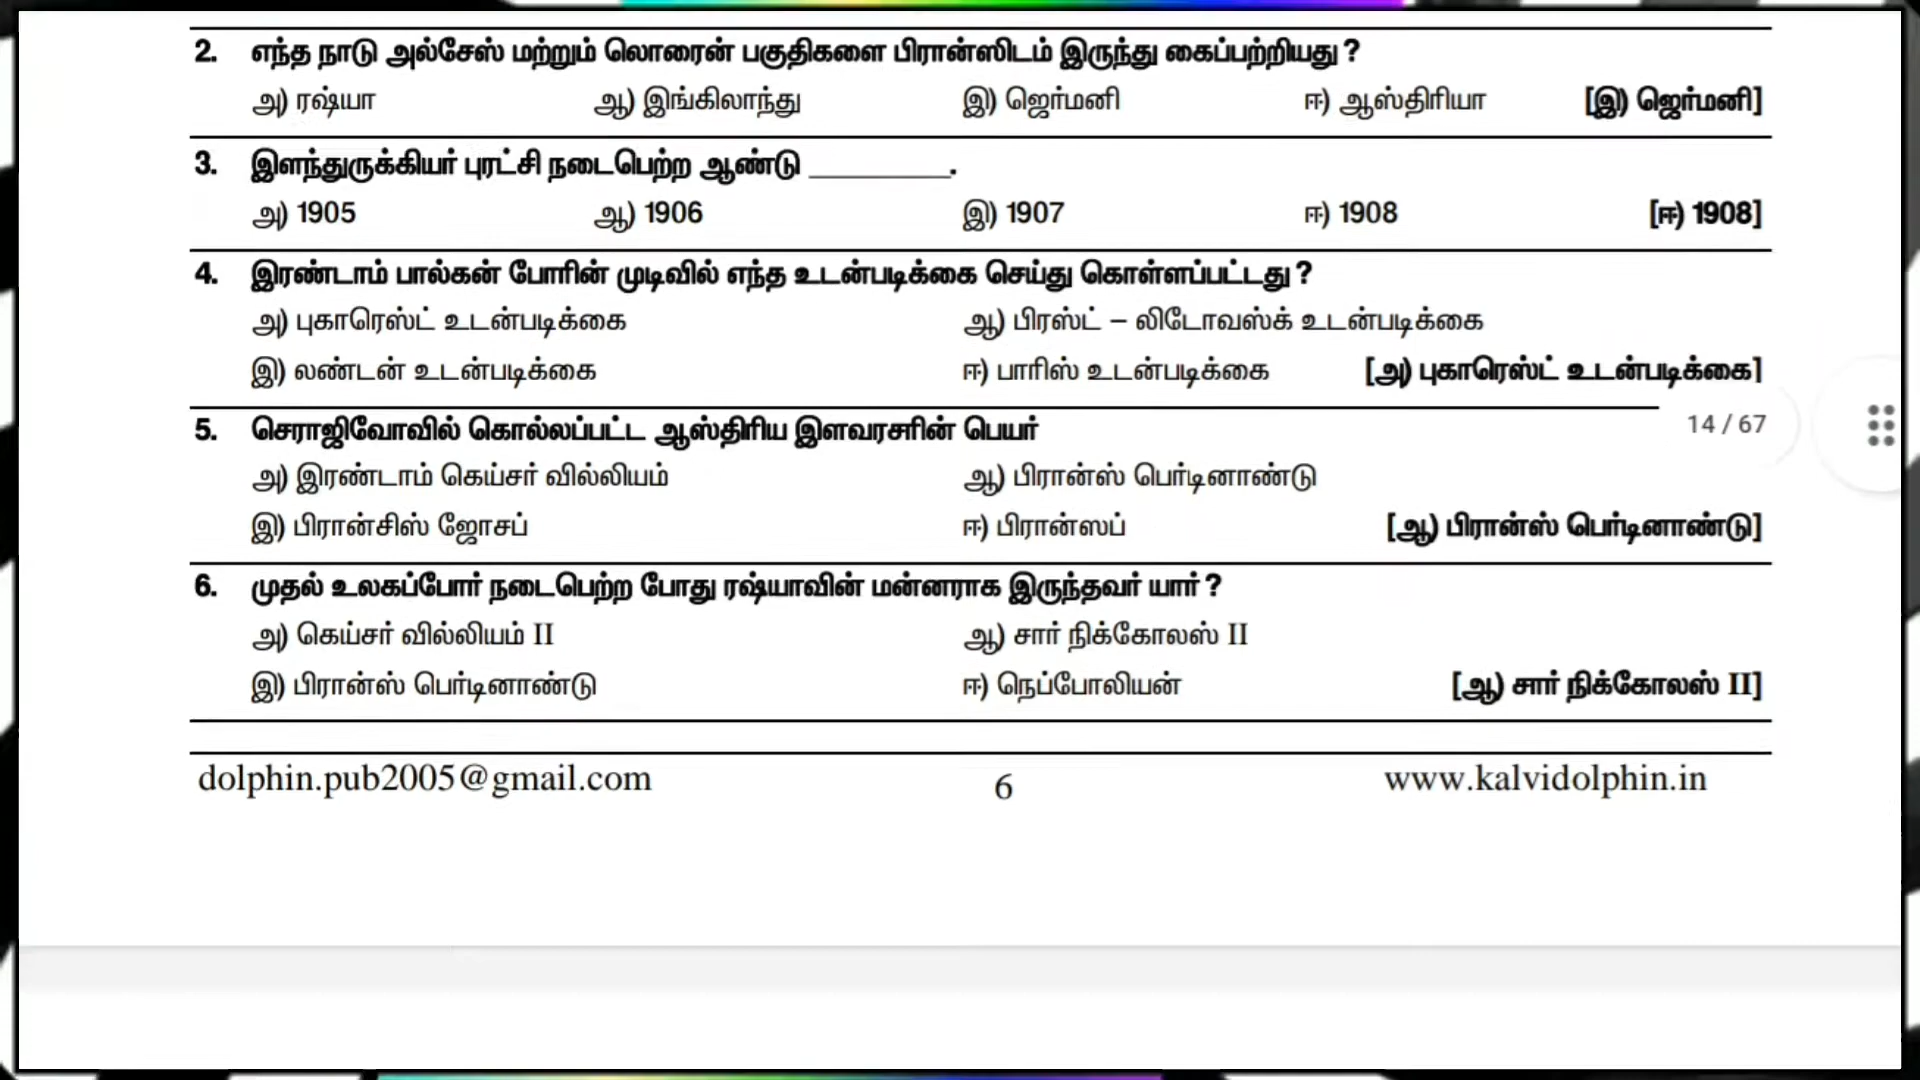 2. எந்த நாடு அல்சேஸ் மற்றும் லொரைன் பகுதிகளை பிரான்ஸிடம் இருந்து கைப்பற்றியது ?
அ) ரஷ்யா ஆ) இங்கிலாந்து இ) ஜெர்மனி ஈ) ஆஸ்திரியா [இ) ஜெர்மனி]
3. இளந்துருக்கியர் புரட்சி நடைபெற்ற ஆண்டு _________.
அ) 1905 ஆ) 1906 இ) 1907 ஈ) 1908 [ஈ) 1908]
4. இரண்டாம் பால்கன் போரின் முடிவில் எந்த உடன்படிக்கை செய்து கொள்ளப்பட்டது ?
அ) புகாரெஸ்ட் உடன்படிக்கை ஆ) பிரஸ்ட் – லிடோவஸ்க் உடன்படிக்கை
இ) லண்டன் உடன்படிக்கை ஈ) பாரிஸ் உடன்படிக்கை [அ) புகாரெஸ்ட் உடன்படிக்கை]
14 / 67
5. செராஜிவோவில் கொல்லப்பட்ட ஆஸ்திரிய இளவரசரின் பெயர்
அ) இரண்டாம் கெய்சர் வில்லியம் ஆ) பிரான்ஸ் பெர்டினாண்டு
இ) பிரான்சிஸ் ஜோசப் ஈ) பிரான்ஸப் [ஆ) பிரான்ஸ் பெர்டினாண்டு]
6. முதல் உலகப்போர் நடைபெற்ற போது ரஷ்யாவின் மன்னராக இருந்தவர் யார் ?
அ) கெய்சர் வில்லியம் II ஆ) சார் நிக்கோலஸ் II
இ) பிரான்ஸ் பெர்டினாண்டு ஈ) நெப்போலியன் [ஆ) சார் நிக்கோலஸ் II]
dolphin.pub2005@gmail.com 6 www.kalvidolphin.in